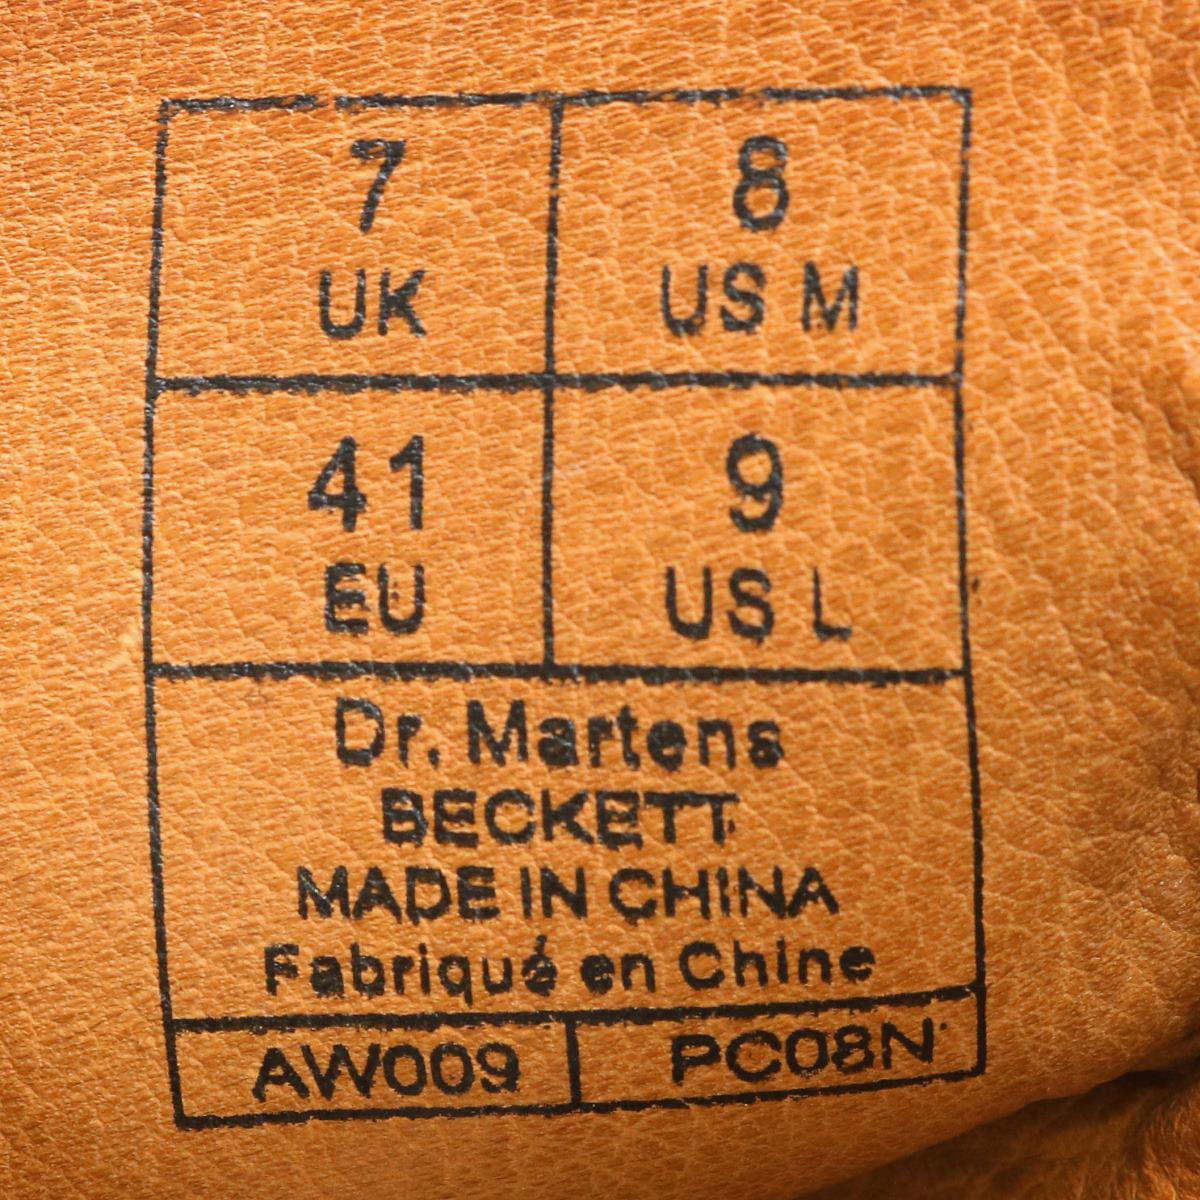 7 8
UK US M
41 9
EU US L
Dr. Martens
BECKETT
MADE IN CHINA
Fabriqué en Chine
AW009 PC08N